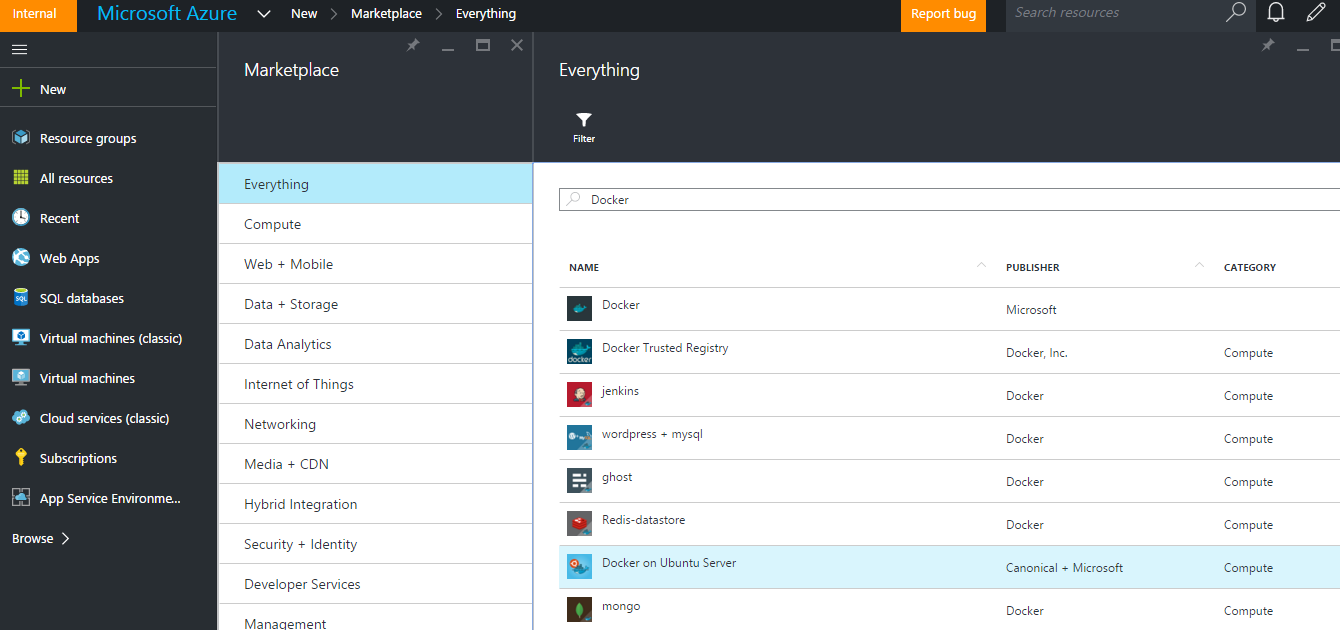 Internal
Microsoft Azure
New
Marketplace
Everything
Report bug
Search resources
New
Resource groups
All resources
Recent
Web Apps
SQL
SQL databases
Virtual machines (classic)
Virtual machines
Cloud services (classic)
Subscriptions
App Service Environme...
Browse
Marketplace
Everything
Compute
Web + Mobile
Data + Storage
Data Analytics
Internet of Things
Networking
Media + CDN
Hybrid Integration
Security + Identity
Developer Services
Management
Everything
Filter
Docker
NAME PUBLISHER CATEGORY
Docker Microsoft
docker Docker Trusted Registry Docker, Inc. Compute
jenkins Docker Compute
wordpress + mysql Docker Compute
ghost Docker Compute
Redis-datastore Docker Compute
Docker on Ubuntu Server Canonical + Microsoft Compute
mongo Docker Compute